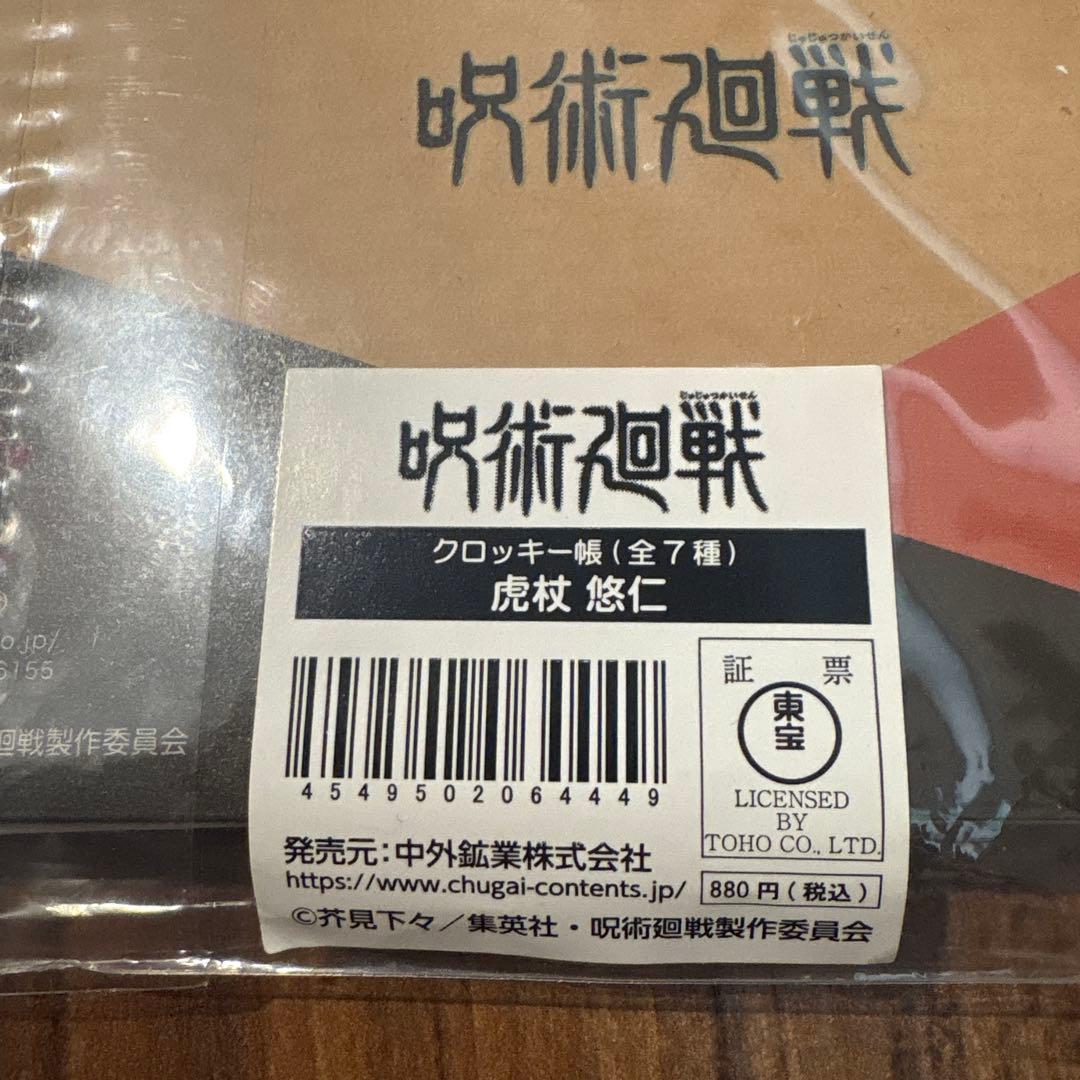 じゅじゅつかいせん
呪術廻戦
じゅじゅつかいせん
呪術廻戦
クロッキー帳(全7種)
虎杖 悠仁
4549502064449
証 票
東宝
LICENSED
BY
TOHO CO., LTD.
発売元:中外鉱業株式会社
https://www.chugai-contents.jp/
880円(税込)
©芥見下々/集英社・呪術廻戦製作委員会
o.jp/
6155
廻戦製作委員会